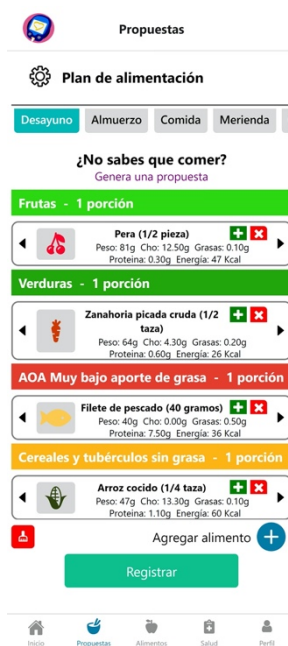 Propuestas
Plan de alimentación
Desayuno Almuerzo Comida Merienda
¿No sabes que comer?
Genera una propuesta
Frutas - 1 porción
Pera (1/2 pieza)
Peso: 81g Cho: 12.50g Grasas: 0.10g
Proteina: 0.30g Energía: 47 Kcal
Verduras - 1 porción
Zanahoria picada cruda (1/2
taza)
Peso: 64g Cho: 4.30g Grasas: 0.20g
Proteina: 0.60g Energía: 26 Kcal
AOA Muy bajo aporte de grasa - 1 porción
Filete de pescado (40 gramos)
Peso: 40g Cho: 0.00g Grasas: 0.50g
Proteina: 7.50g Energía: 36 Kcal
Cereales y tubérculos sin grasa - 1 porción
Arroz cocido (1/4 taza)
Peso: 47g Cho: 13.30g Grasas: 0.10g
Proteina: 1.10g Energía: 60 Kcal
Agregar alimento
Registrar
Inicio Propuestas Alimentos Salud Perfil